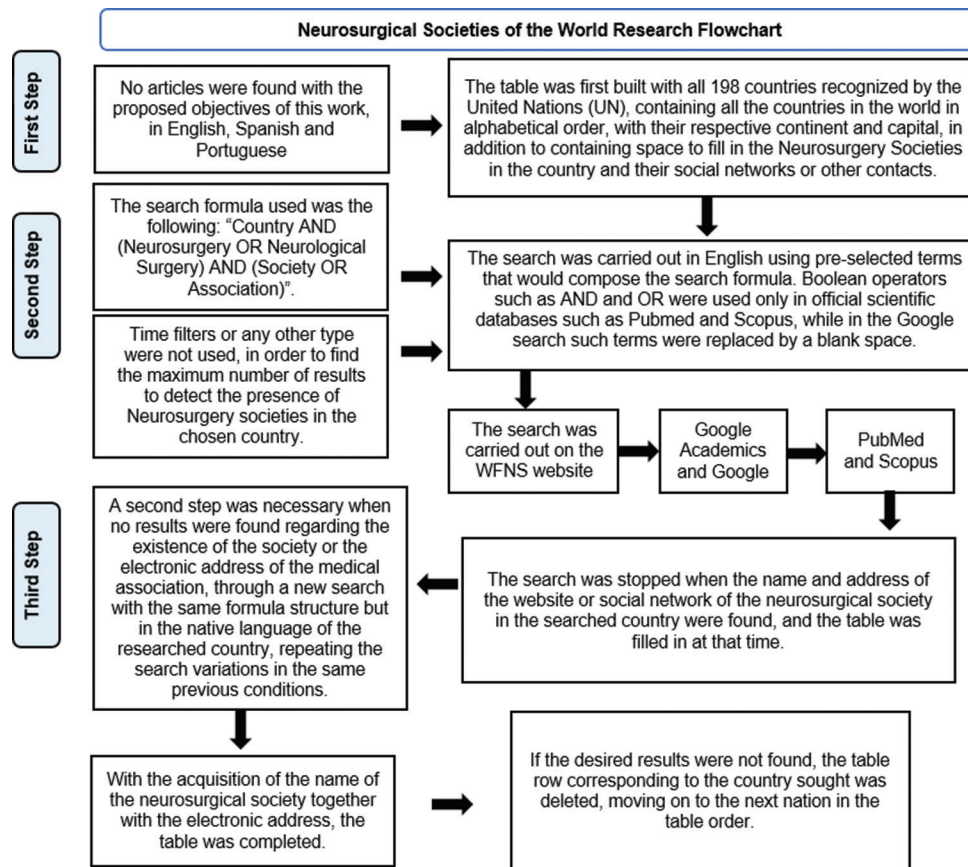 Neurosurgical Societies of the World Research Flowchart
First Step
No articles were found with the
proposed objectives of this work,
in English, Spanish and
Portuguese
The table was first built with all 198 countries recognized by the
United Nations (UN), containing all the countries in the world in
alphabetical order, with their respective continent and capital, in
addition to containing space to fill in the Neurosurgery Societies
in the country and their social networks or other contacts.
Second Step
The search formula used was the
following: “Country AND
(Neurosurgery OR Neurological
Surgery) AND (Society OR
Association)”.
Time filters or any other type
were not used, in order to find
the maximum number of results
to detect the presence of
Neurosurgery societies in the
chosen country.
The search was carried out in English using pre-selected terms
that would compose the search formula. Boolean operators
such as AND and OR were used only in official scientific
databases such as Pubmed and Scopus, while in the Google
search such terms were replaced by a blank space.
The search was
carried out on the
WFNS website
Google
Academics
and Google
PubMed
and Scopus
Third Step
A second step was necessary when
no results were found regarding the
existence of the society or the
electronic address of the medical
association, through a new search
with the same formula structure but
in the native language of the
researched country, repeating the
search variations in the same
previous conditions.
The search was stopped when the name and address of
the website or social network of the neurosurgical society
in the searched country were found, and the table was
filled in at that time.
With the acquisition of the name of
the neurosurgical society together
with the electronic address, the
table was completed.
If the desired results were not found, the table
row corresponding to the country sought was
deleted, moving on to the next nation in the
table order.